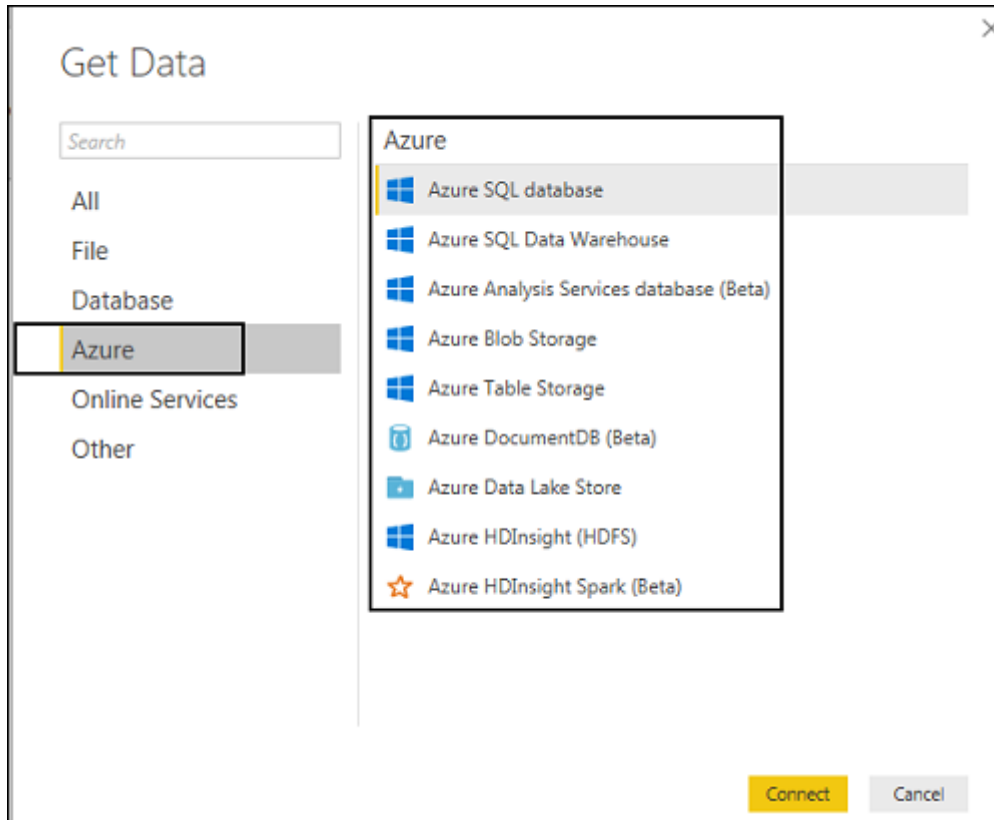 Get Data
Search
All
File
Database
Azure
Online Services
Other
Azure
Azure SQL database
Azure SQL Data Warehouse
Azure Analysis Services database (Beta)
Azure Blob Storage
Azure Table Storage
Azure DocumentDB (Beta)
Azure Data Lake Store
Azure HDInsight (HDFS)
Azure HDInsight Spark (Beta)
Connect Cancel